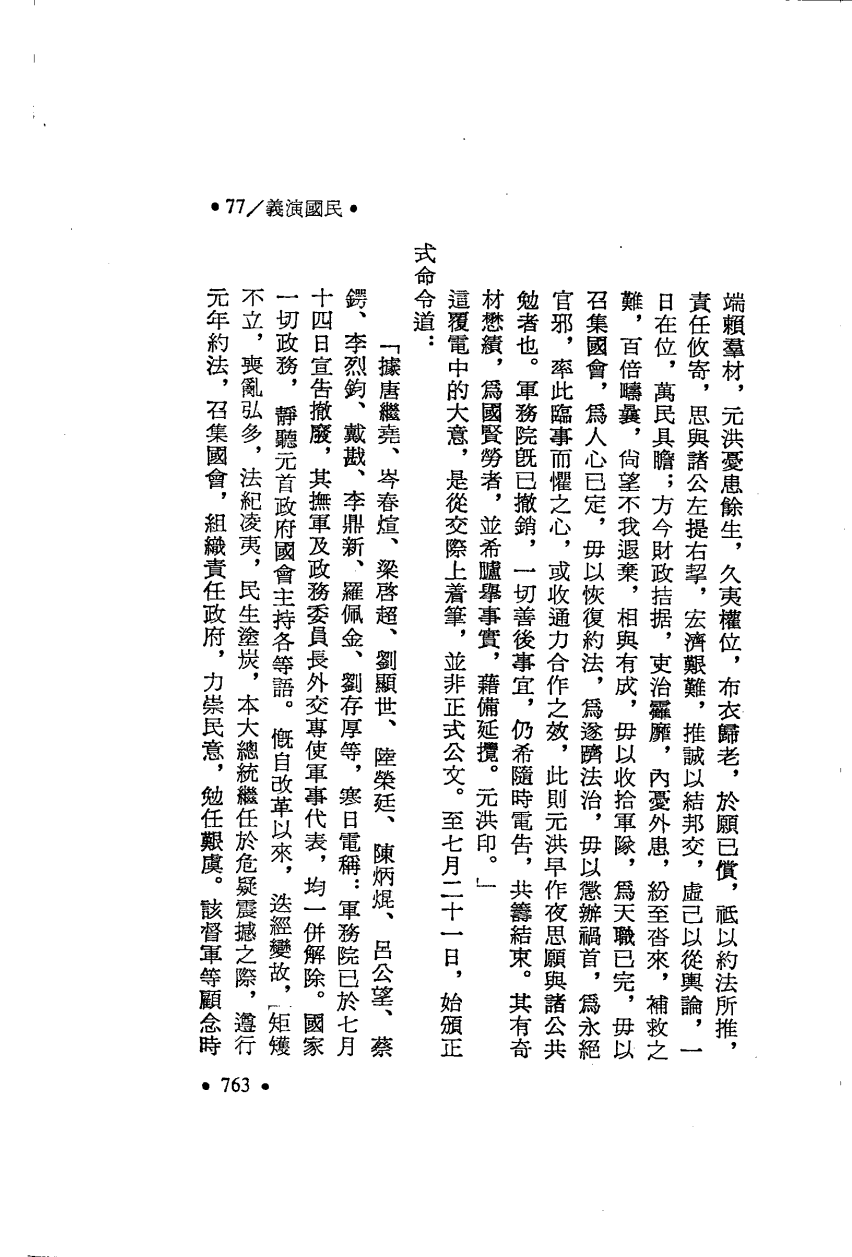 •77／義演國民•
端賴羣材，元洪憂患餘生，久夷權位，布衣歸老，於願已償，祇以約法所推，
責任攸寄，思與諸公左提右挈，宏濟艱難，推誠以結邦交，虛己以從輿論，一
日在位，萬民具瞻；方今財政拮据，吏治霾靡，內憂外患，紛至沓來，補救之
難，百倍疇曩，尙望不我遐棄，相與有成，毋以收拾軍隊，爲天職已完，毋以
召集國會，爲人心已定，毋以恢復約法，爲遂躋法治，毋以懲辦禍首，爲永絕
官邪，率此臨事而懼之心，或收通力合作之效，此則元洪早作夜思願與諸公共
勉者也。軍務院旣已撤銷，一切善後事宜，仍希隨時電告，共籌結束。其有奇
材懋績，爲國賢勞者，並希臚舉事實，藉備延攬。元洪印。」
這覆電中的大意，是從交際上着筆，並非正式公文。至七月二十一日，始頒正
式命令道：
「據唐繼堯、岑春煊、梁啓超、劉顯世、陸榮廷、陳炳焜、呂公望、蔡
鍔、李烈鈞、戴戡、李鼎新、羅佩金、劉存厚等，寒日電稱：軍務院已於七月
十四日宣告撤廢，其撫軍及政務委員長外交專使軍事代表，均一併解除。國家
一切政務，靜聽元首政府國會主持各等語。慨自改革以來，迭經變故，矩矱
不立，喪亂弘多，法紀凌夷，民生塗炭，本大總統繼任於危疑震撼之際，遵行
元年約法，召集國會，組織責任政府，力崇民意，勉任艱虞。該督軍等顧念時
•763•